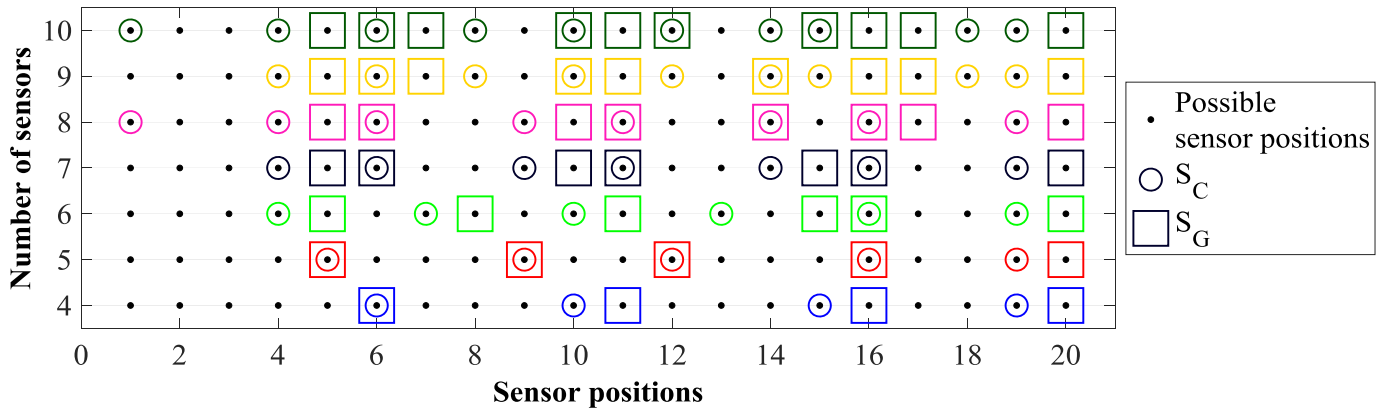 10
9
8
7
6
5
4
Number of sensors
0 2 4 6 8 10 12 14 16 18 20
Sensor positions
Possible
sensor positions
S_C
S_G